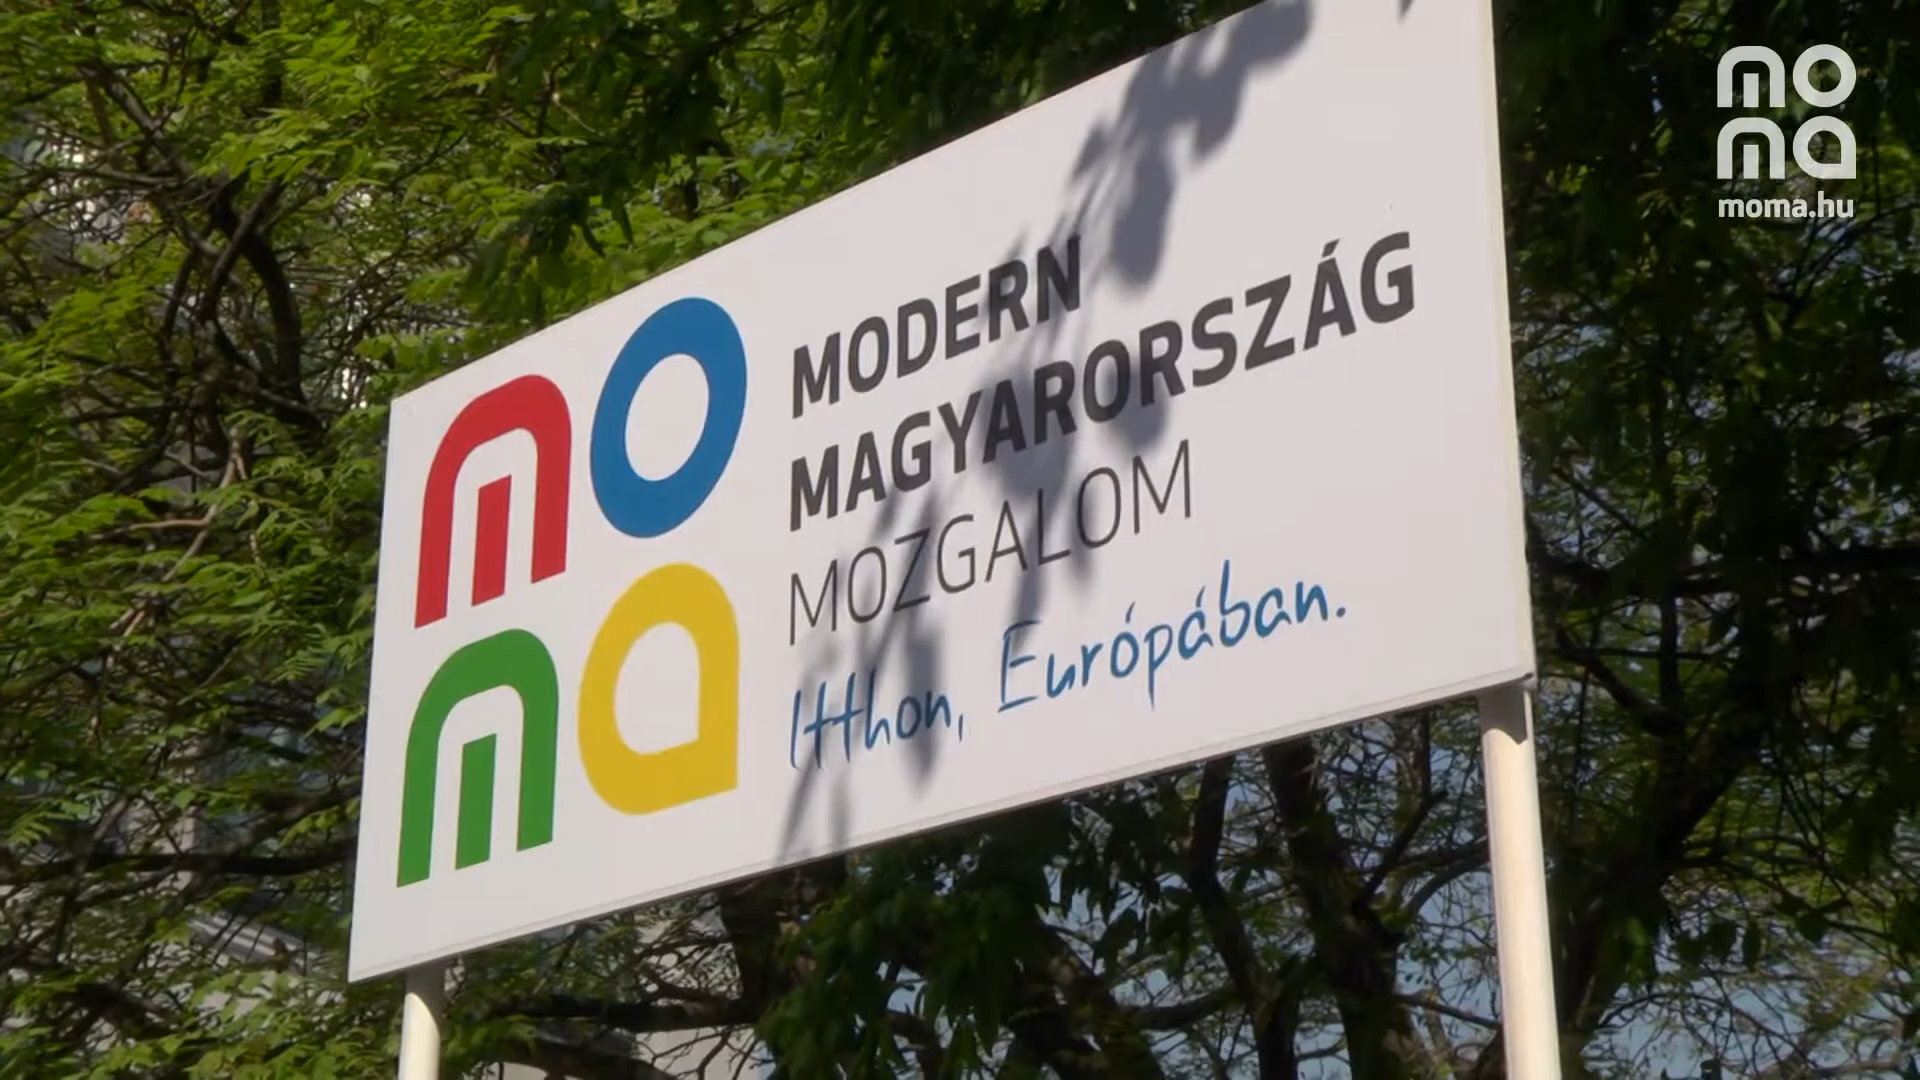 mo
ma
moma.hu
mo
ma
MODERN
MAGYARORSZÁG
MOZGALOM
Itthon, Európában.